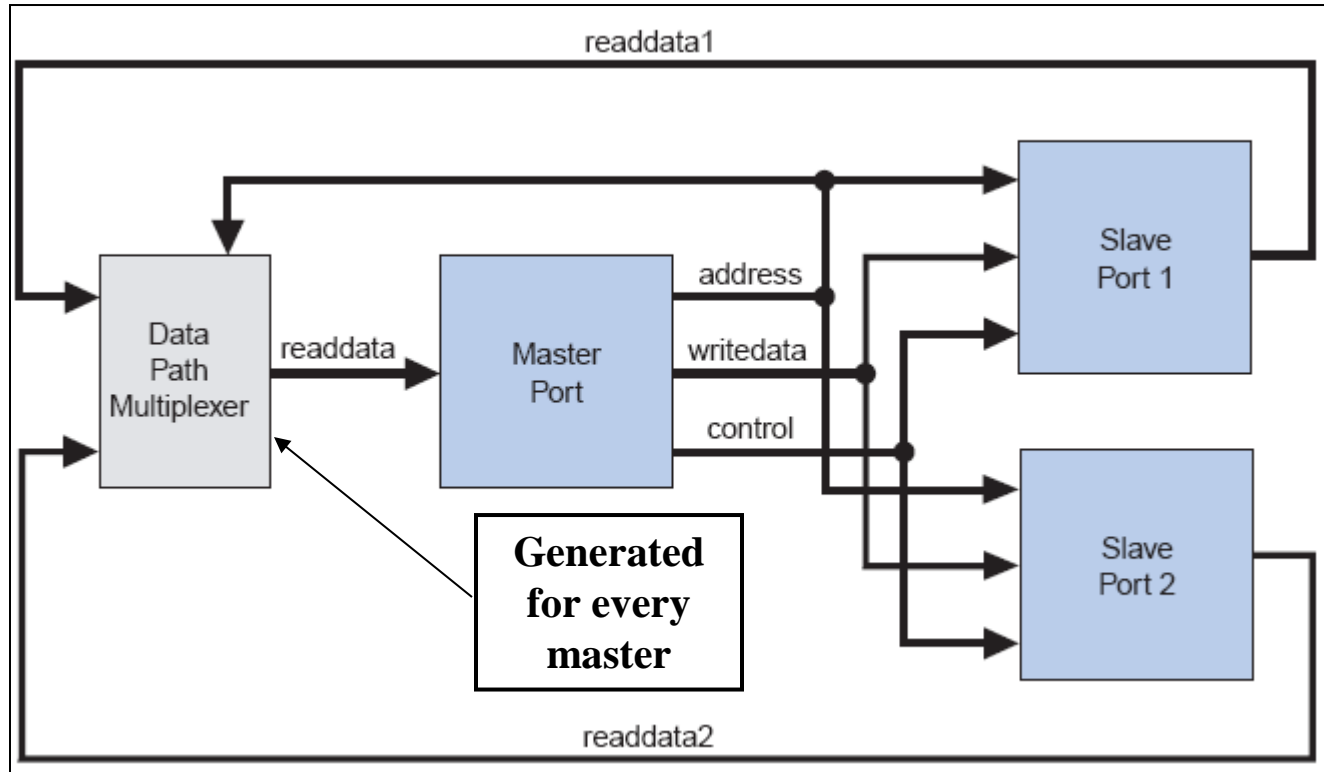 readdata1
Slave
Port 1
address
Data
Path
Multiplexer
readdata
Master
Port
writedata
control
Generated
for every
master
Slave
Port 2
readdata2